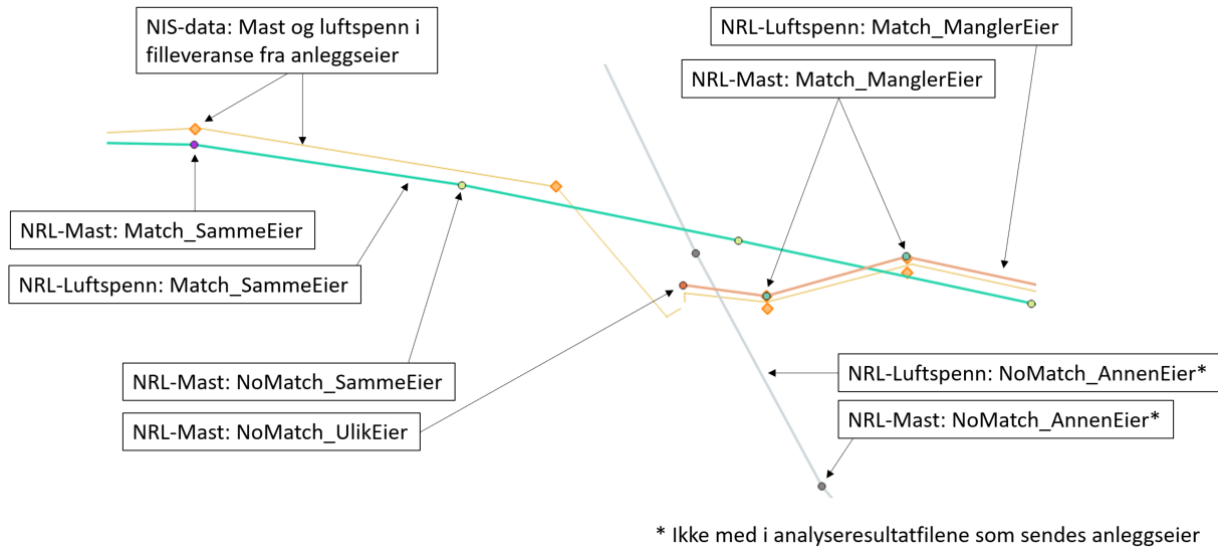 NIS-data: Mast og luftspenn i
filleveranse fra anleggseier
NRL-Luftspenn: Match_ManglerEier
NRL-Mast: Match_ManglerEier
NRL-Mast: Match_SammeEier
NRL-Luftspenn: Match_SammeEier
NRL-Mast: NoMatch_SammeEier
NRL-Mast: NoMatch_UlikEier
NRL-Luftspenn: NoMatch_AnnenEier*
NRL-Mast: NoMatch_AnnenEier*
* Ikke med i analyseresultatfilene som sendes anleggseier